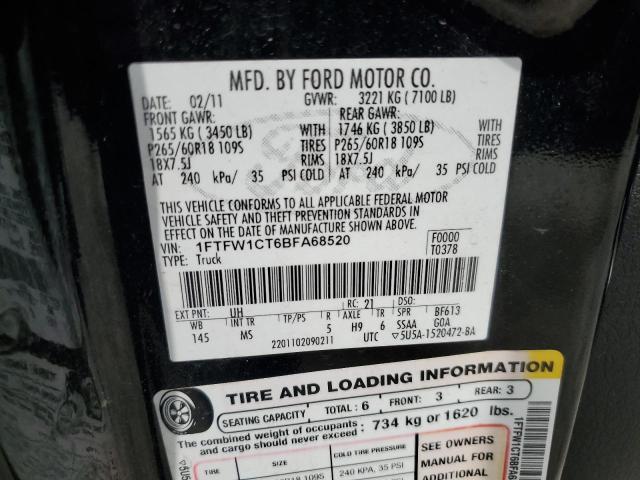 MFD. BY FORD MOTOR CO.
DATE: 02/11 GVWR: 3221 KG (7100 LB)
FRONT GAWR: REAR GAWR:
1565 KG (3450 LB) WITH 1746 KG (3850 LB) WITH
P265/60R18 109S TIRES P265/60R18 109S TIRES
18X7.5J RIMS 18X7.5J RIMS
AT 240 kPa/ 35 PSI COLD AT 240 kPa/ 35 PSI COLD
THIS VEHICLE CONFORMS TO ALL APPLICABLE FEDERAL MOTOR
VEHICLE SAFETY AND THEFT PREVENTION STANDARDS IN
EFFECT ON THE DATE OF MANUFACTURE SHOWN ABOVE.
VIN: 1FTFW1CT6BFA68520 F0000
TYPE: Truck T0378
EXT PNT: UH RC: 21 DSO:
WB INT TR TP/PS R AXLE TR SPR BF613
145 MS 5 H9 6 SSAA GOA
2201102090211 UTC ▽5U5A-1520472-BA
TIRE AND LOADING INFORMATION
SEATING CAPACITY TOTAL: 6 FRONT: 3 REAR: 3
The combined weight of occupants
and cargo should never exceed : 734 kg or 1620 lbs.
TIRE SIZE COLD TIRE PRESSURE SEE OWNERS
MANUAL FOR
240 KPA, 35 PSI ADDITIONAL